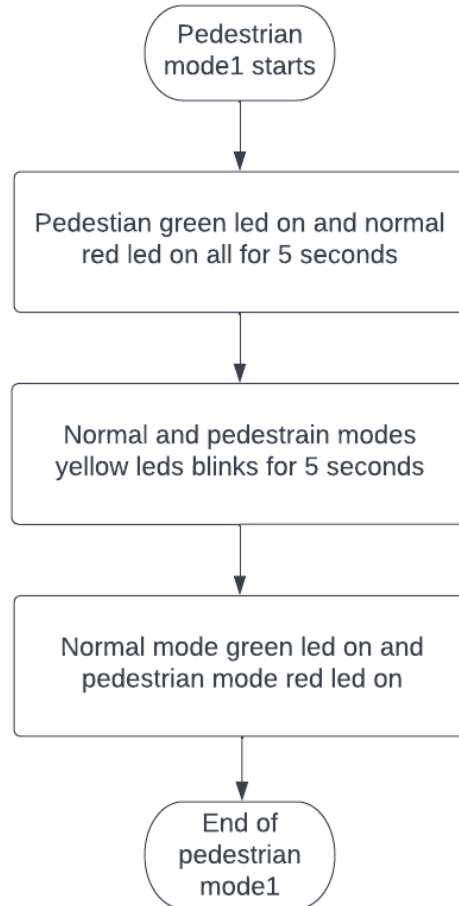 Pedestrian
mode1 starts
Pedestian green led on and normal
red led on all for 5 seconds
Normal and pedestrain modes
yellow leds blinks for 5 seconds
Normal mode green led on and
pedestrian mode red led on
End of
pedestrian
mode1